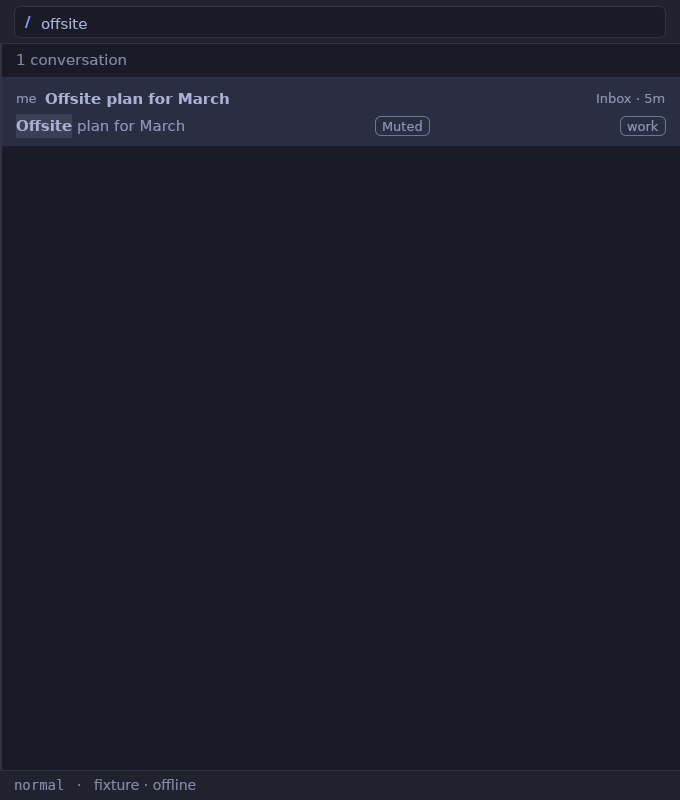 / offsite
1 conversation
me Offsite plan for March Inbox · 5m
Offsite plan for March Muted work
normal · fixture · offline